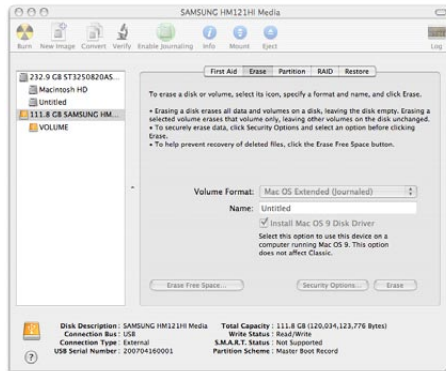 SAMSUNG HM121HI Media
Burn New Image Convert Verify Enable Journaling Info Mount Eject Log
First Aid Erase Partition RAID Restore
232.9 GB ST3250820AS...
Macintosh HD
Untitled
111.8 GB SAMSUNG HM...
VOLUME
To erase a disk or volume, select its icon, specify a format and name, and click Erase.
• Erasing a disk erases all data and volumes on a disk, leaving the disk empty. Erasing a
selected volume erases that volume only, leaving other volumes on the disk unchanged.
• To securely erase data, click Security Options and select an option before clicking
Erase.
• To help prevent recovery of deleted files, click the Erase Free Space button.
Volume Format: Mac OS Extended (Journaled)
Name: Untitled
Install Mac OS 9 Disk Driver
Select this option to use this device on a
computer running Mac OS 9. This option
does not affect Classic.
Erase Free Space... Security Options... Erase
Disk Description : SAMSUNG HM121HI Media Total Capacity : 111.8 GB (120,034,123,776 Bytes)
Connection Bus : USB Write Status : Read/Write
Connection Type : External S.M.A.R.T. Status : Not Supported
USB Serial Number : 200704160001 Partition Scheme : Master Boot Record
?